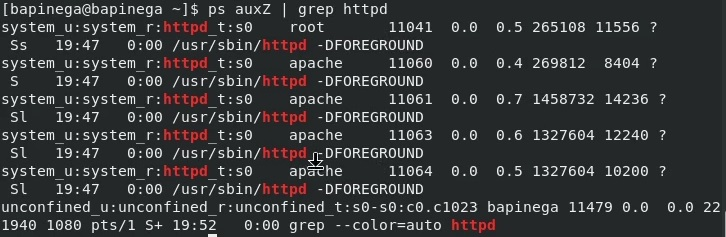 [bapinega@bapinega ~]$ ps auxZ | grep httpd
system_u:system_r:httpd_t:s0    root       11041  0.0  0.5 265108 11556 ?
 Ss   19:47   0:00 /usr/sbin/httpd -DFOREGROUND
system_u:system_r:httpd_t:s0    apache     11060  0.0  0.4 269812  8404 ?
 S    19:47   0:00 /usr/sbin/httpd -DFOREGROUND
system_u:system_r:httpd_t:s0    apache     11061  0.0  0.7 1458732 14236 ?
 Sl   19:47   0:00 /usr/sbin/httpd -DFOREGROUND
system_u:system_r:httpd_t:s0    apache     11063  0.0  0.6 1327604 12240 ?
 Sl   19:47   0:00 /usr/sbin/httpd -DFOREGROUND
system_u:system_r:httpd_t:s0    apache     11064  0.0  0.5 1327604 10200 ?
 Sl   19:47   0:00 /usr/sbin/httpd -DFOREGROUND
unconfined_u:unconfined_r:unconfined_t:s0-s0:c0.c1023 bapinega 11479 0.0  0.0 22
1940 1080 pts/1 S+ 19:52   0:00 grep --color=auto httpd